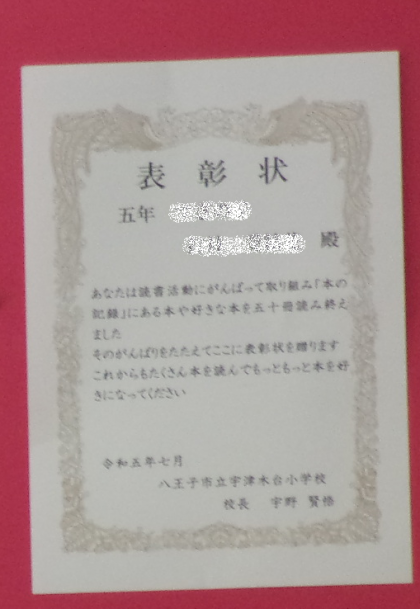 表彰状
五年
殿
あなたは読書活動にがんばって取り組み「本の
記録」にある本や好きな本を五十冊読み終え
ました
そのがんばりをたたえてここに表彰状を贈ります
これからもたくさん本を読んでもっともっと本を好
きになってください
令和五年七月
八王子市立宇津木台小学校
校長 宇野 賢悟